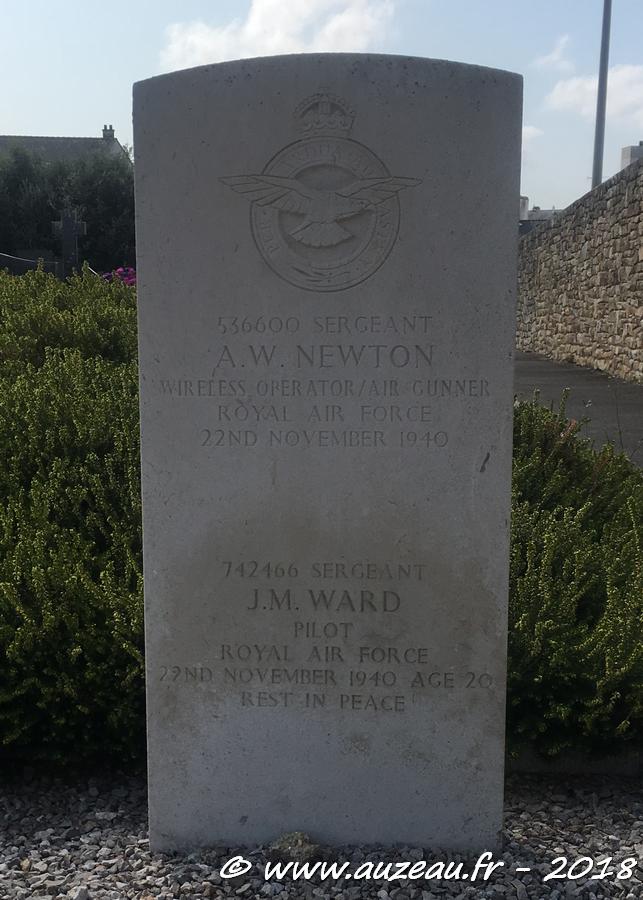 536600 SERGEANT
A.W. NEWTON
WIRELESS OPERATOR/AIR GUNNER
ROYAL AIR FORCE
22ND NOVEMBER 1940
742466 SERGEANT
J.M. WARD
PILOT
ROYAL AIR FORCE
22ND NOVEMBER 1940 AGE 20
REST IN PEACE
© www.auzeau.fr - 2018